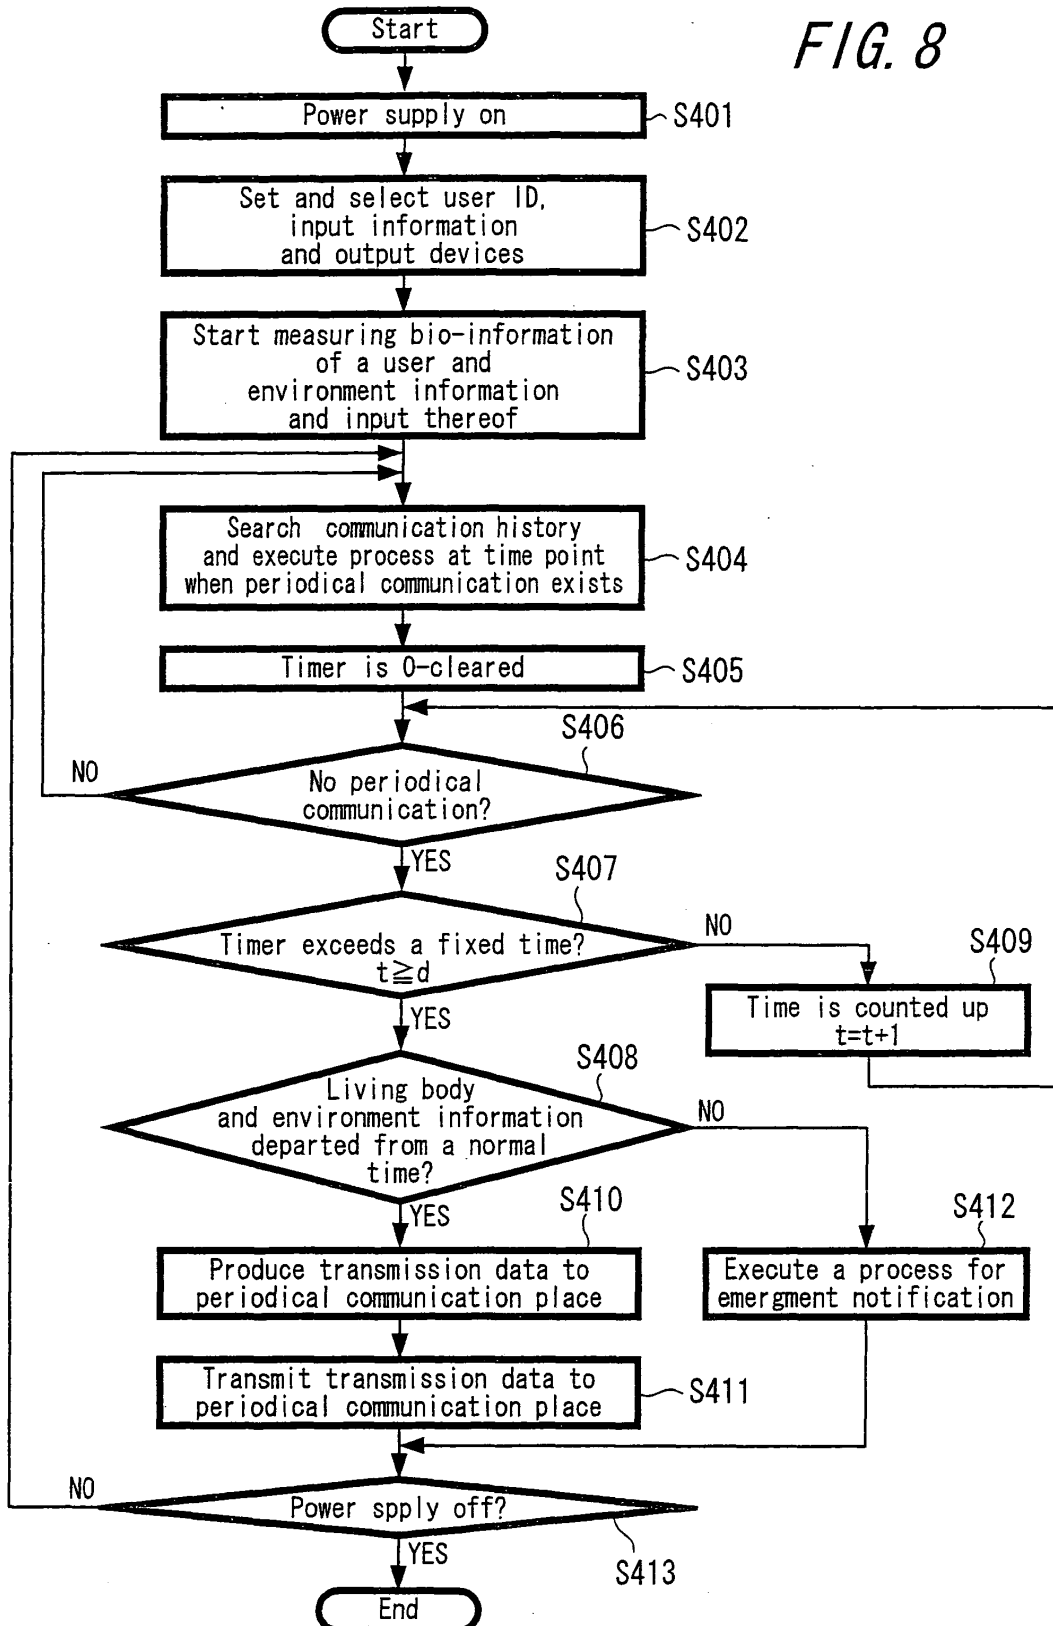 Start
FIG. 8
Power supply on
S401
Set and select user ID,
input information
and output devices
S402
Start measuring bio-information
of a user and
environment information
and input thereof
S403
Search communication history
and execute process at time point
when periodical communication exists
S404
Timer is 0-cleared
S405
S406
NO
No periodical
communication?
YES
S407
Timer exceeds a fixed time?
t≧d
NO
S409
Time is counted up
t=t+1
YES
S408
Living body
and environment information
departed from a normal
time?
NO
YES
S410
S412
Produce transmission data to
periodical communication place
Execute a process for
emergment notification
Transmit transmission data to
periodical communication place
S411
NO
Power spply off?
YES
S413
End